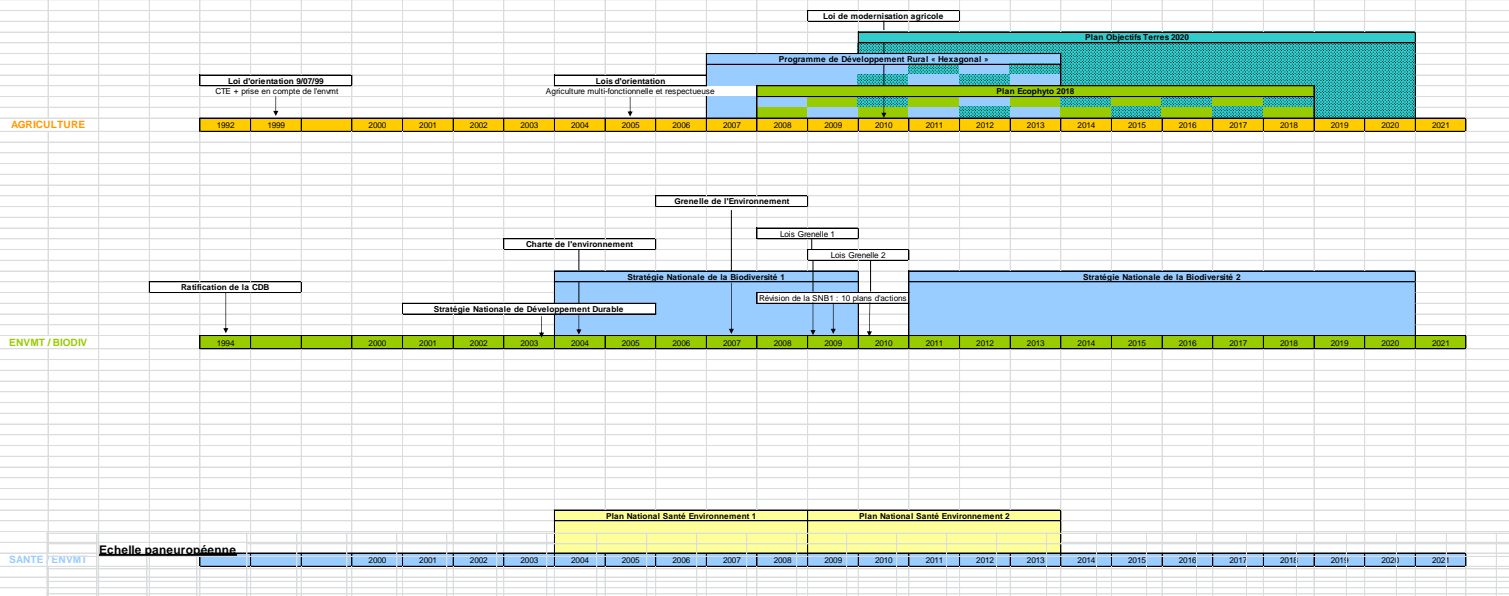 Loi de modernisation agricole
Plan Objectifs Terres 2020
Programme de Développement Rural « Hexagonal »
Loi d'orientation 9/07/99
Lois d'orientation
CTE + prise en compte de l'envmt
Agriculture multi-fonctionnelle et respectueuse
Plan Ecophyto 2018
AGRICULTURE 1992 1999 2000 2001 2002 2003 2004 2005 2006 2007 2008 2009 2010 2011 2012 2013 2014 2015 2016 2017 2018 2019 2020 2021
Grenelle de l'Environnement
Lois Grenelle 1
Charte de l'environnement
Lois Grenelle 2
Stratégie Nationale de la Biodiversité 1
Stratégie Nationale de la Biodiversité 2
Ratification de la CDB
Révision de la SNB1 : 10 plans d'actions
Stratégie Nationale de Développement Durable
ENVMT / BIODIV 1994 2000 2001 2002 2003 2004 2005 2006 2007 2008 2009 2010 2011 2012 2013 2014 2015 2016 2017 2018 2019 2020 2021
Plan National Santé Environnement 1
Plan National Santé Environnement 2
Echelle paneuropéenne
SANTE ENVMT 2000 2001 2002 2003 2004 2005 2006 2007 2008 2009 2010 2011 2012 2013 2014 2015 2016 2017 2018 2019 2020 2021